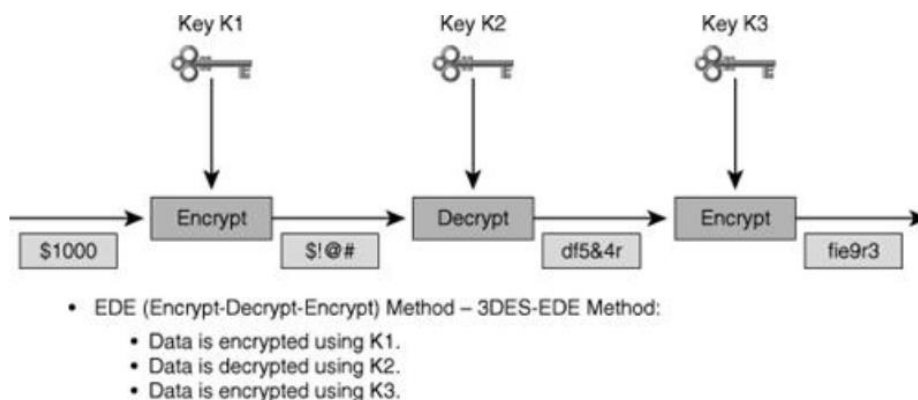 Key K1 Key K2 Key K3
Encrypt Decrypt Encrypt
$1000 $!@# df5&4r fie9r3
• EDE (Encrypt-Decrypt-Encrypt) Method – 3DES-EDE Method:
• Data is encrypted using K1.
• Data is decrypted using K2.
• Data is encrypted using K3.